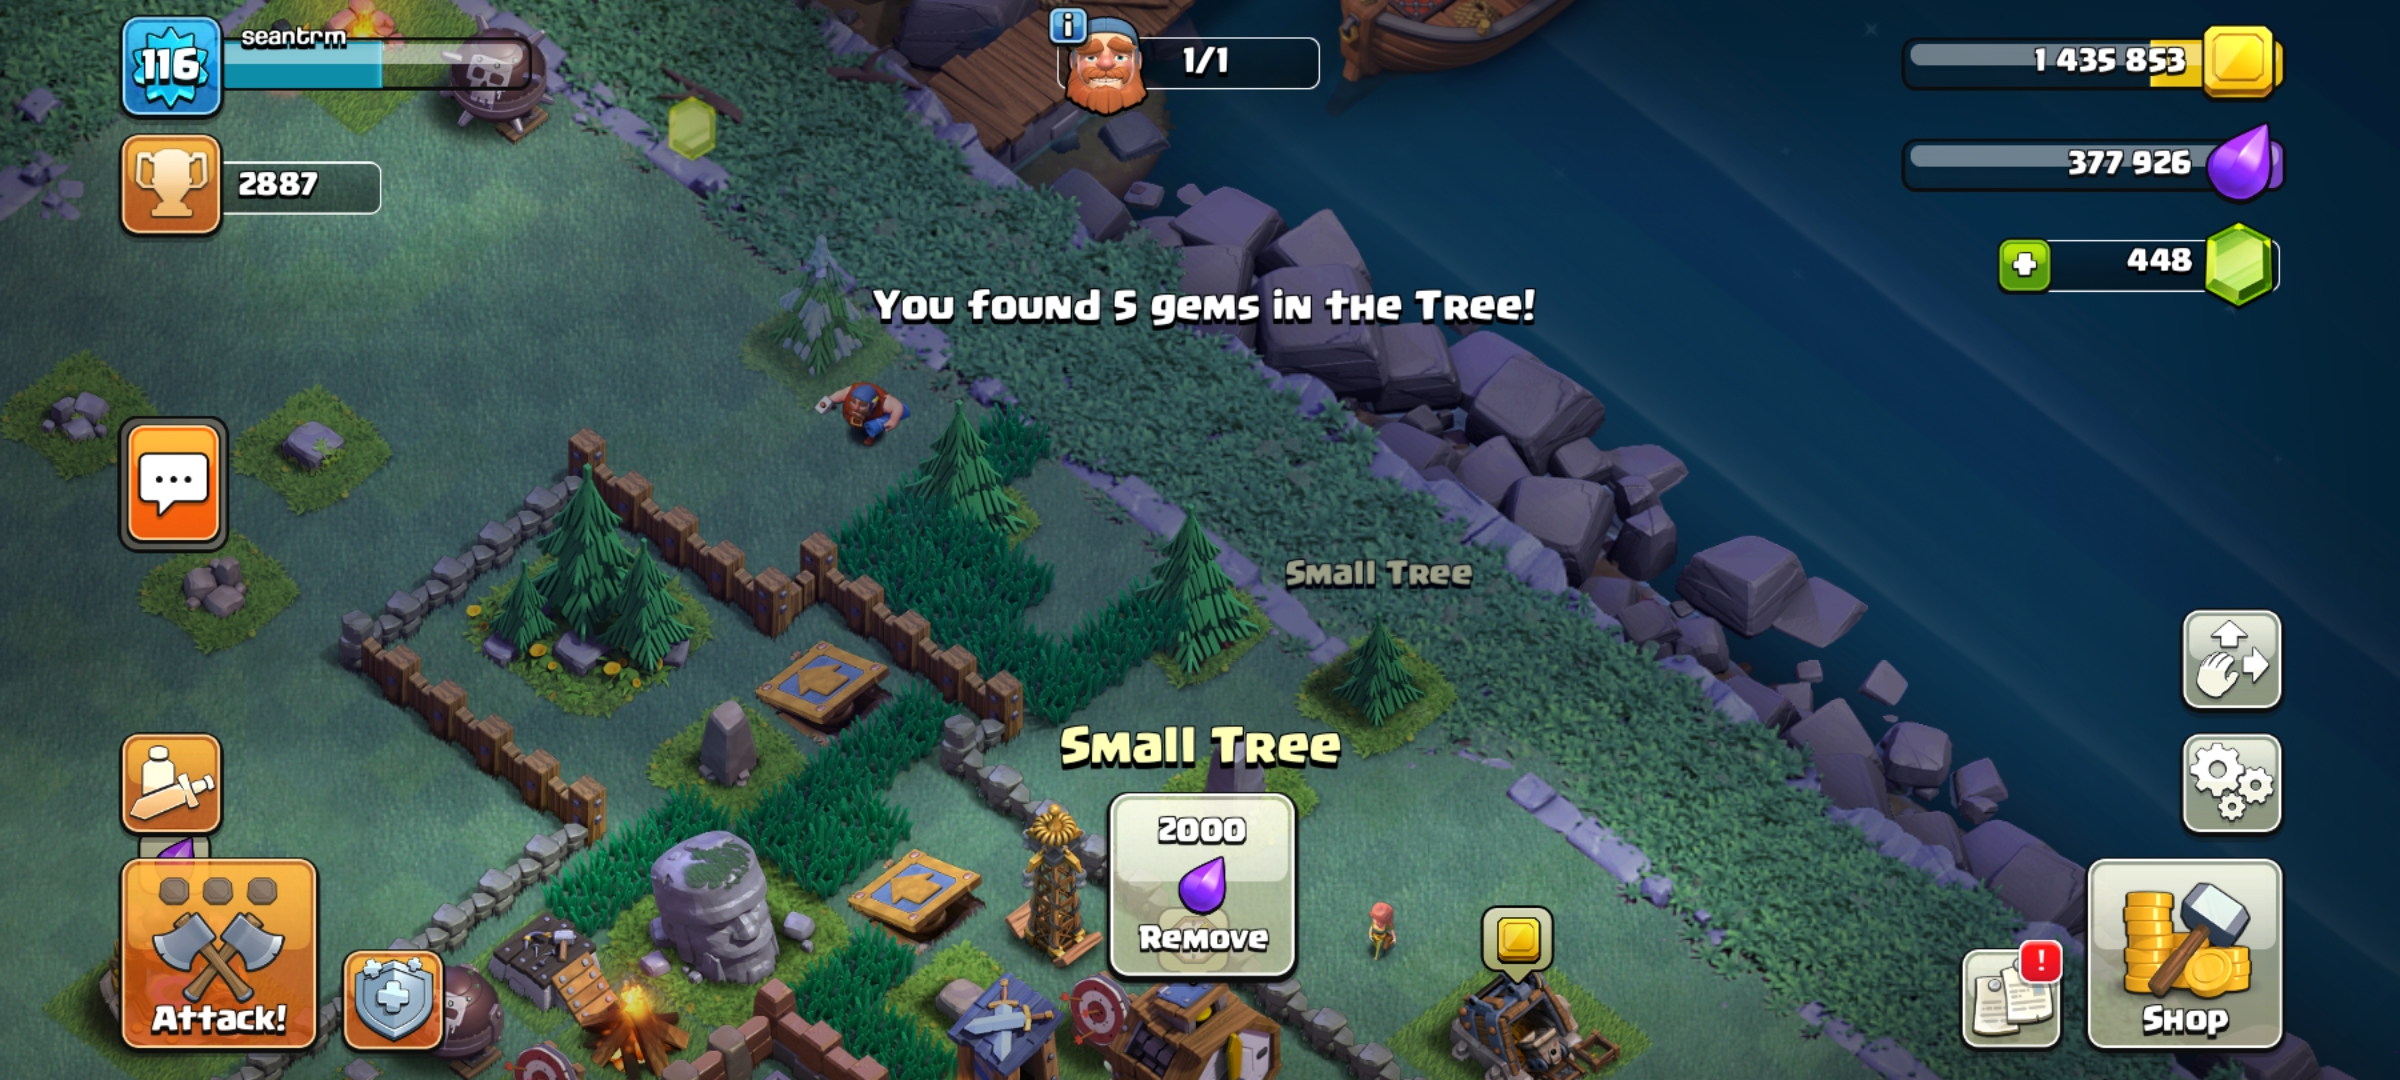 116
seantrm
1/1
1 435 853
2887
377 926
448
You found 5 gems in the Tree!
Small Tree
Small Tree
2000
Remove
Attack!
!
Shop